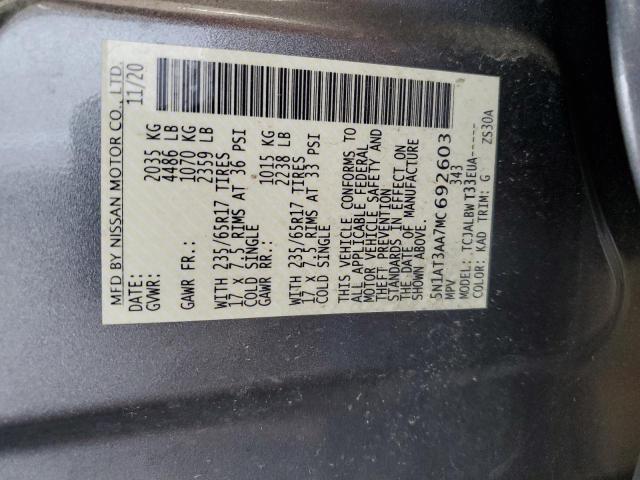 MFD BY NISSAN MOTOR CO., LTD.
DATE: 11/20
GVWR: 2035 KG
4486 LB
GAWR FR.: 1070 KG
2359 LB
WITH 235/65R17 TIRES
17 X 7.5 RIMS AT 36 PSI
COLD SINGLE
GAWR RR.: 1015 KG
2238 LB
WITH 235/65R17 TIRES
17 X 7.5 RIMS AT 33 PSI
COLD SINGLE
THIS VEHICLE CONFORMS TO
ALL APPLICABLE FEDERAL
MOTOR VEHICLE SAFETY AND
THEFT PREVENTION
STANDARDS IN EFFECT ON
THE DATE OF MANUFACTURE
SHOWN ABOVE.
5N1AT3AA7MC692603
MPV 343
MODEL: TCJALBW T33EUA-----
COLOR: KAD TRIM: G ZS30A